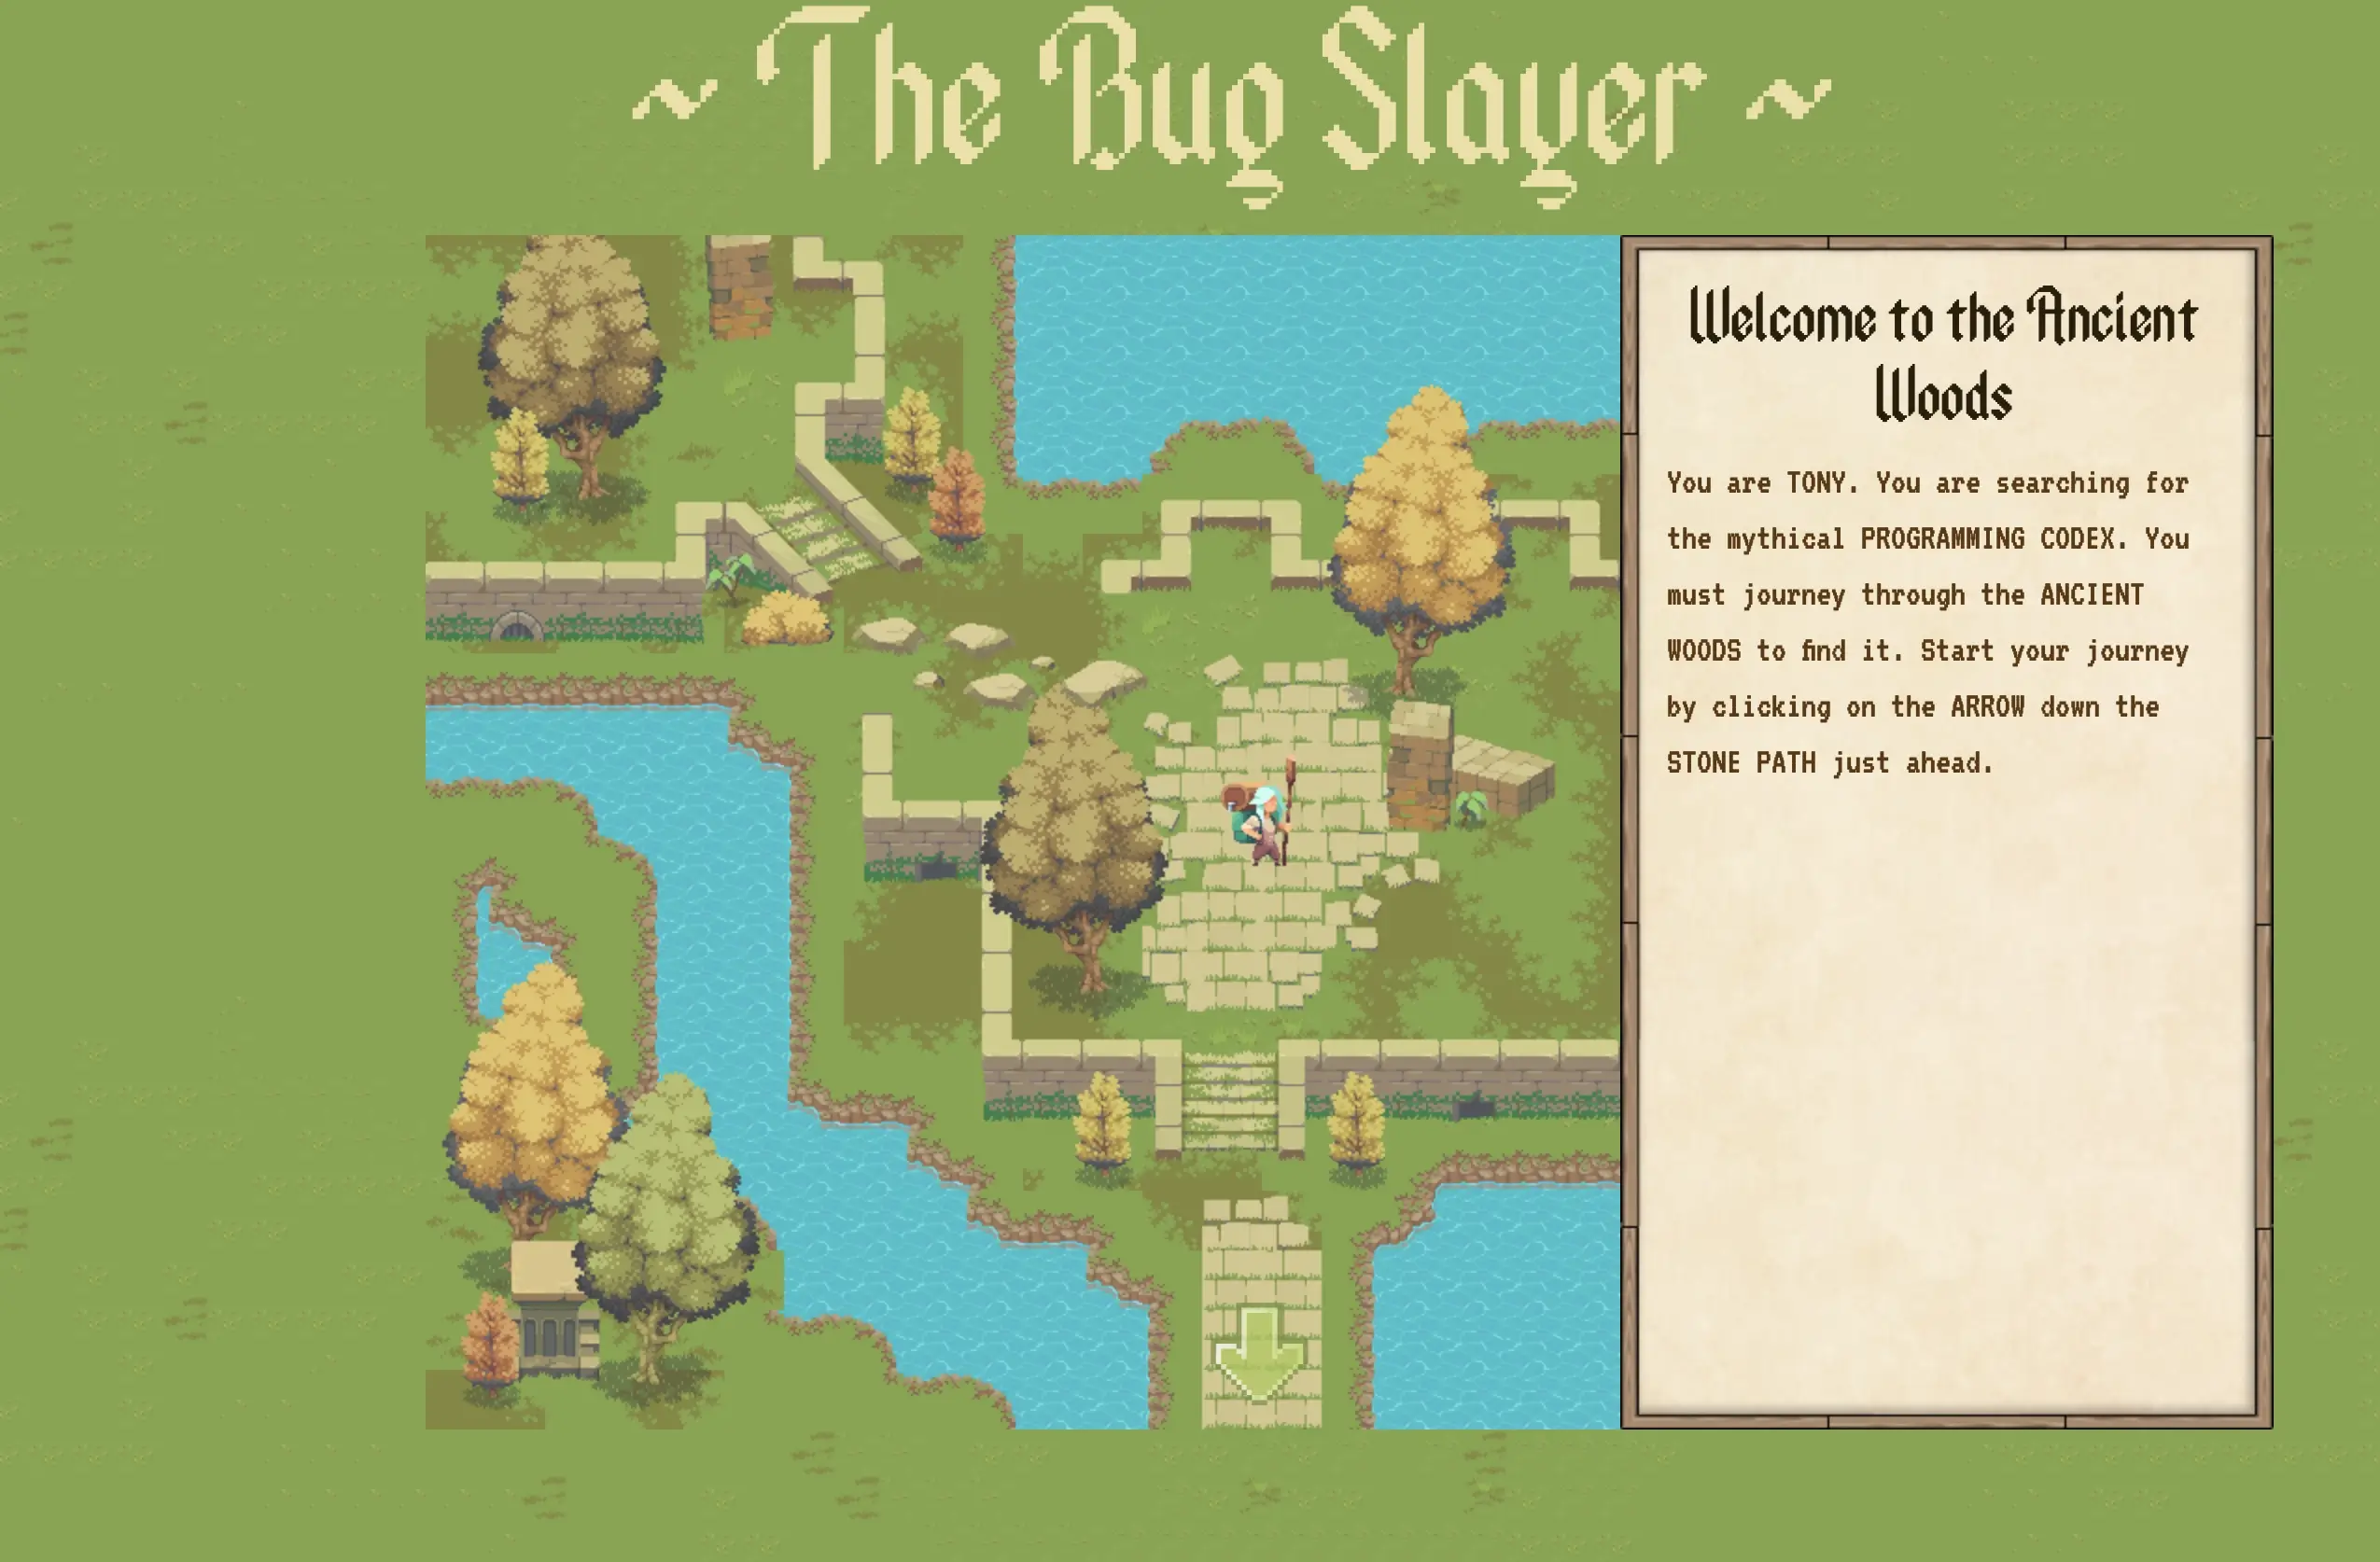 ~ The Bug Slayer ~
Welcome to the Ancient
Woods
You are TONY. You are searching for
the mythical PROGRAMMING CODEX. You
must journey through the ANCIENT
WOODS to find it. Start your journey
by clicking on the ARROW down the
STONE PATH just ahead.